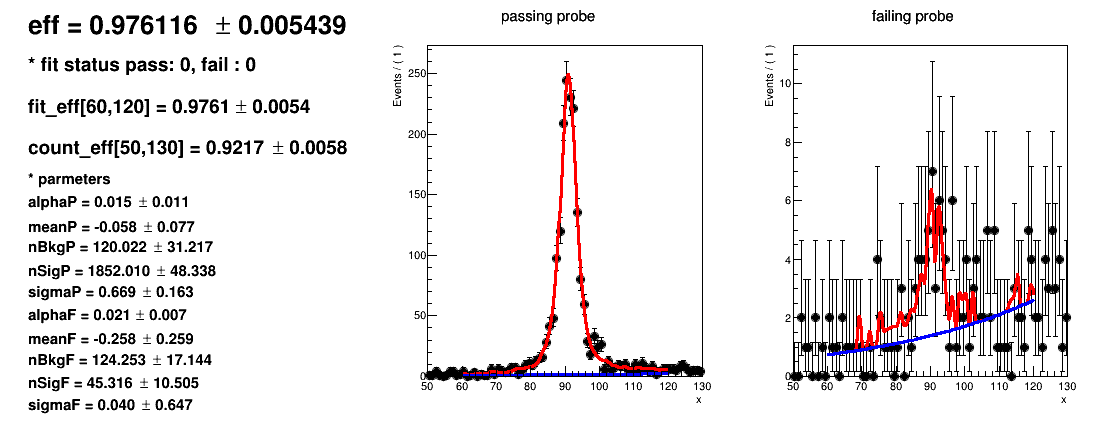 eff = 0.976116 ± 0.005439
* fit status pass: 0, fail : 0
fit_eff[60,120] = 0.9761 ± 0.0054
count_eff[50,130] = 0.9217 ± 0.0058
* parmeters
alphaP = 0.015 ± 0.011
meanP = -0.058 ± 0.077
nBkgP = 120.022 ± 31.217
nSigP = 1852.010 ± 48.338
sigmaP = 0.669 ± 0.163
alphaF = 0.021 ± 0.007
meanF = -0.258 ± 0.259
nBkgF = 124.253 ± 17.144
nSigF = 45.316 ± 10.505
sigmaF = 0.040 ± 0.647
passing probe
Events / ( 1 )
250
200
150
100
50
0
50 60 70 80 90 100 110 120 130
x
failing probe
Events / ( 1 )
10
8
6
4
2
0
50 60 70 80 90 100 110 120 130
x